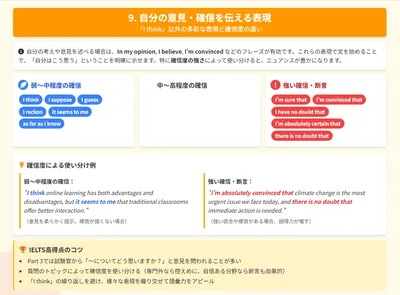 9. 自分の意見・確信を伝える表現
「I think」以外の多彩な表現と確信度の違い
自分の考えや意見を述べる場合は、In my opinion, I believe, I'm convinced などのフレーズが有効です。これらの表現で文を始めることで、「自分はこう思う」ということを明確に示せます。特に確信度の強さによって使い分けると、ニュアンスが豊かになります。
弱〜中程度の確信
I think
I suppose
I guess
I reckon
it seems to me
as far as I know
中〜高程度の確信
強い確信・断言
I'm sure that
I'm convinced that
I have no doubt that
I'm absolutely certain that
there is no doubt that
確信度による使い分け例
弱〜中程度の確信：
"I think online learning has both advantages and
disadvantages, but it seems to me that traditional classrooms
offer better interaction."
（意見を柔らかく提示、確信が強くない場合）
強い確信・断言：
"I'm absolutely convinced that climate change is the most
urgent issue we face today, and there is no doubt that
immediate action is needed."
（強い信念や確信がある場合、説得力が増す）
IELTS高得点のコツ
Part 3では試験官から「〜についてどう思いますか？」と意見を問われることが多い
質問のトピックによって確信度を使い分ける（専門外なら控えめに、自信ある分野なら断言も効果的）
「I think」の繰り返しを避け、様々な表現を織り交ぜて語彙力をアピール